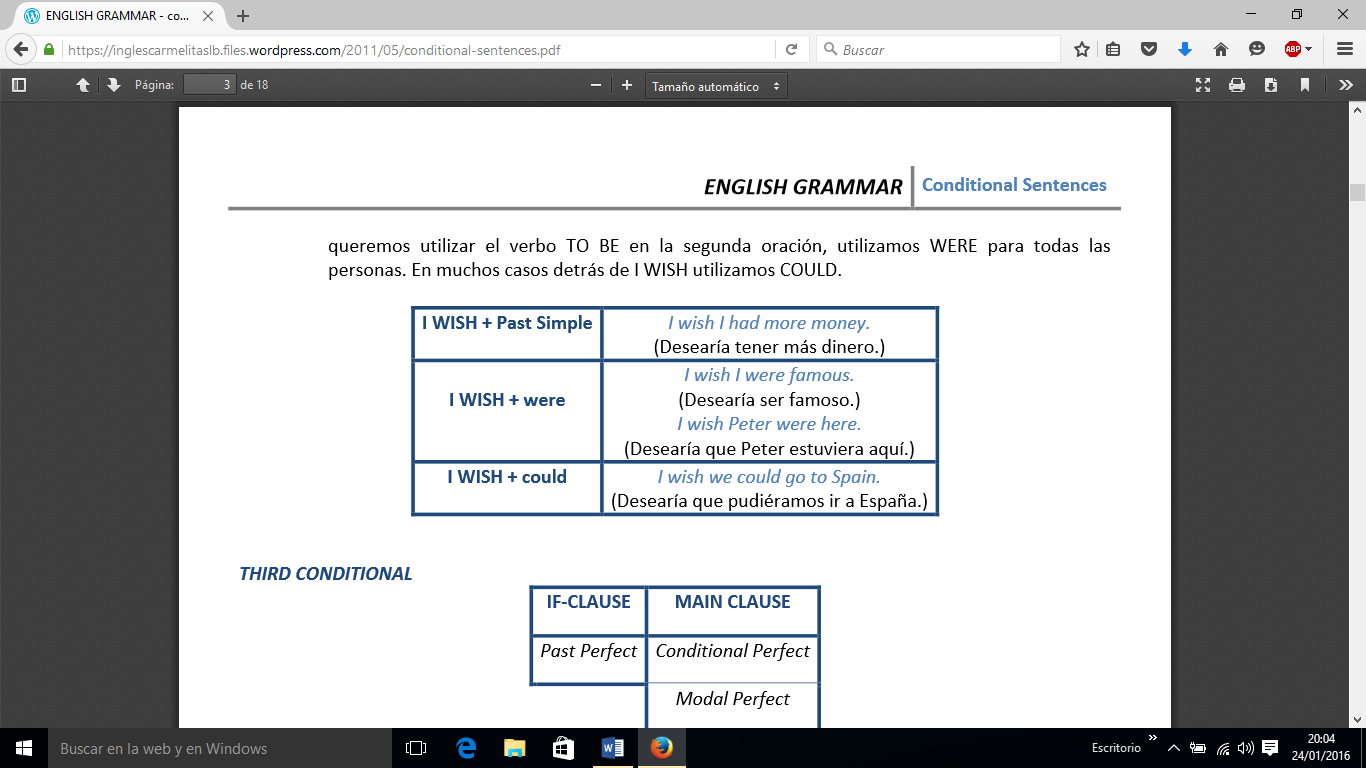 ENGLISH GRAMMAR - co...
https://inglescarmelitaslb.files.wordpress.com/2011/05/conditional-sentences.pdf
Buscar
ABP
Página: 3 de 18
Tamaño automático
ENGLISH GRAMMAR Conditional Sentences
queremos utilizar el verbo TO BE en la segunda oración, utilizamos WERE para todas las
personas. En muchos casos detrás de I WISH utilizamos COULD.
I WISH + Past Simple
I wish I had more money.
(Desearía tener más dinero.)
I WISH + were
I wish I were famous.
(Desearía ser famoso.)
I wish Peter were here.
(Desearía que Peter estuviera aquí.)
I WISH + could
I wish we could go to Spain.
(Desearía que pudiéramos ir a España.)
THIRD CONDITIONAL
IF-CLAUSE MAIN CLAUSE
Past Perfect Conditional Perfect
Modal Perfect
Buscar en la web y en Windows
Escritorio
20:04
24/01/2016